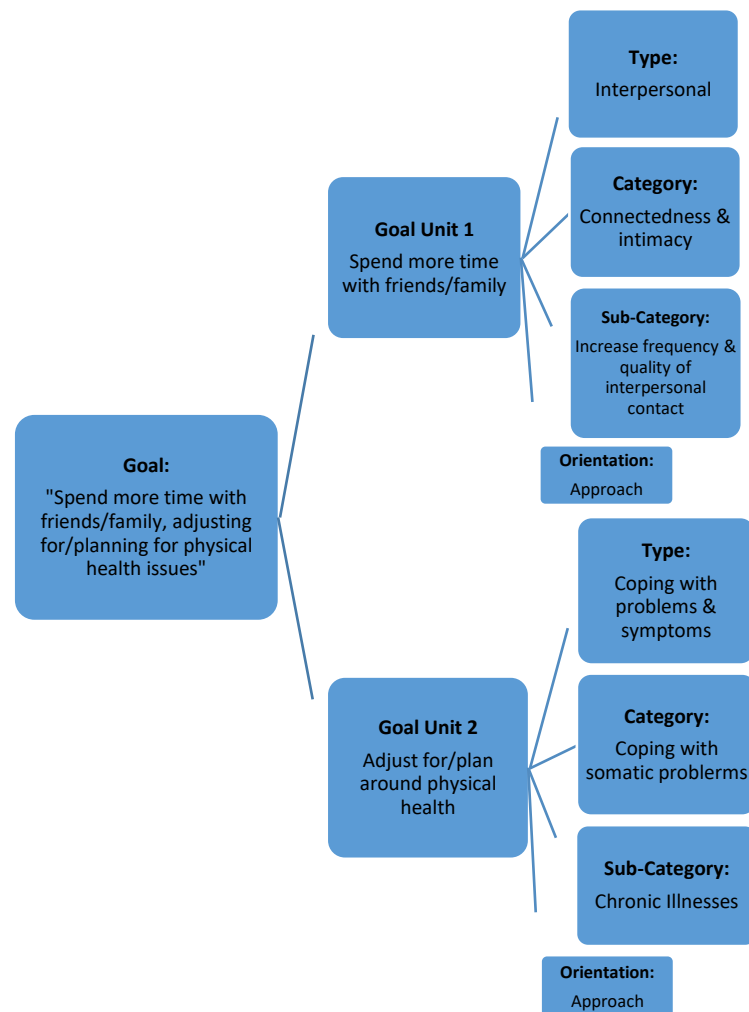 Goal:
"Spend more time with
friends/family, adjusting
for/planning for physical
health issues"
Goal Unit 1
Spend more time
with friends/family
Type:
Interpersonal
Category:
Connectedness &
intimacy
Sub-Category:
Increase frequency &
quality of
interpersonal
contact
Orientation:
Approach
Goal Unit 2
Adjust for/plan
around physical
health
Type:
Coping with
problems &
symptoms
Category:
Coping with
somatic problerms
Sub-Category:
Chronic Illnesses
Orientation:
Approach